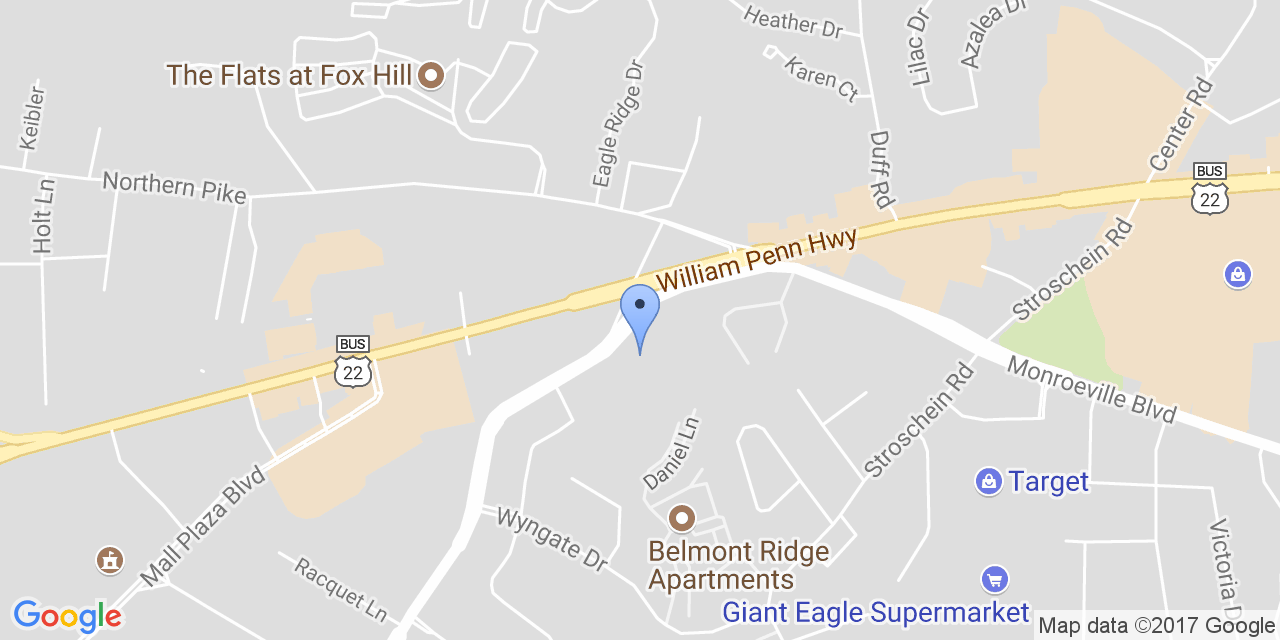 Heather Dr
Lilac Dr
Azalea Dr
The Flats at Fox Hill
Karen Ct
Keibler
Eagle Ridge Dr
Center Rd
Duff Rd
Northern Pike
BUS
22
Holt Ln
William Penn Hwy
Stroschein Rd
BUS
22
Monroeville Blvd
Stroschein Rd
Daniel Ln
Mall Plaza Blvd
Target
Wyngate Dr
Belmont Ridge
Apartments
Victoria D
Racquet Ln
Giant Eagle Supermarket
Google
Map data ©2017 Google